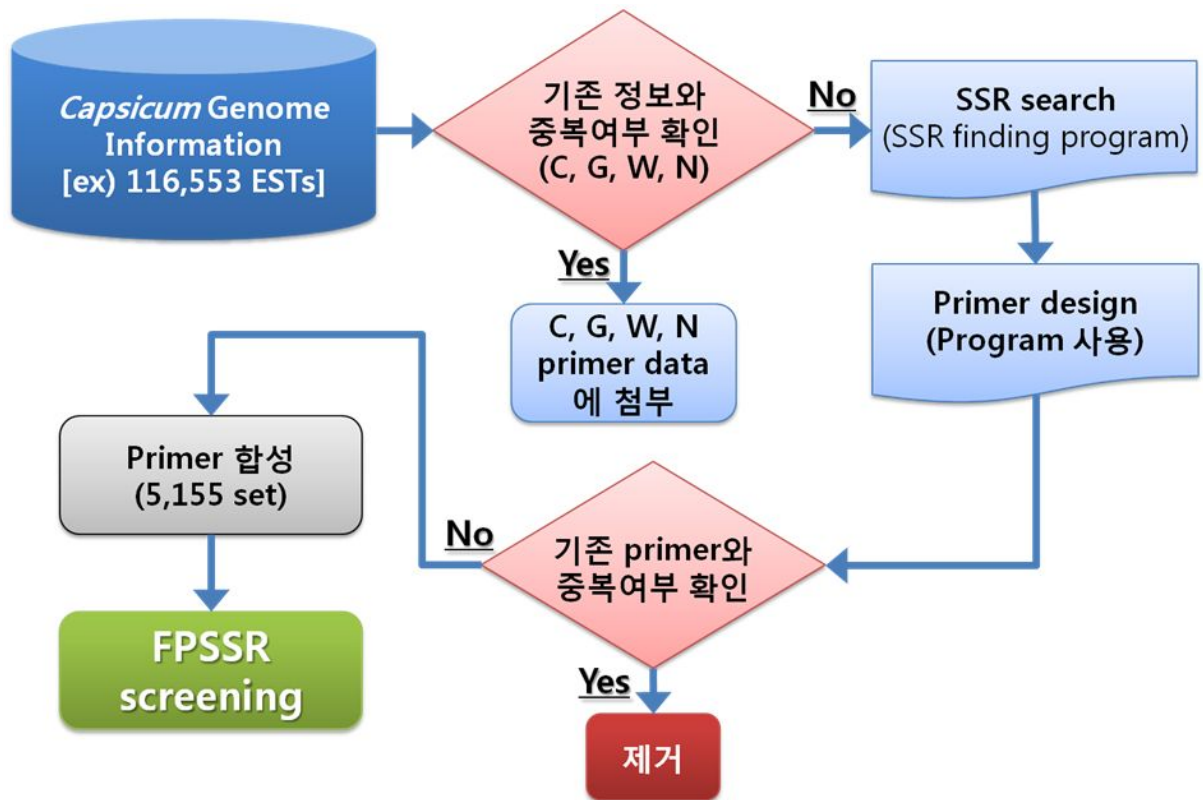 Capsicum Genome
Information
[ex) 116,553 ESTs]
기존 정보와
중복여부 확인
(C, G, W, N)
No
SSR search
(SSR finding program)
Yes
C, G, W, N
primer data
에 첨부
Primer design
(Program 사용)
기존 primer와
중복여부 확인
No
Primer 합성
(5,155 set)
FPSSR
screening
Yes
제거